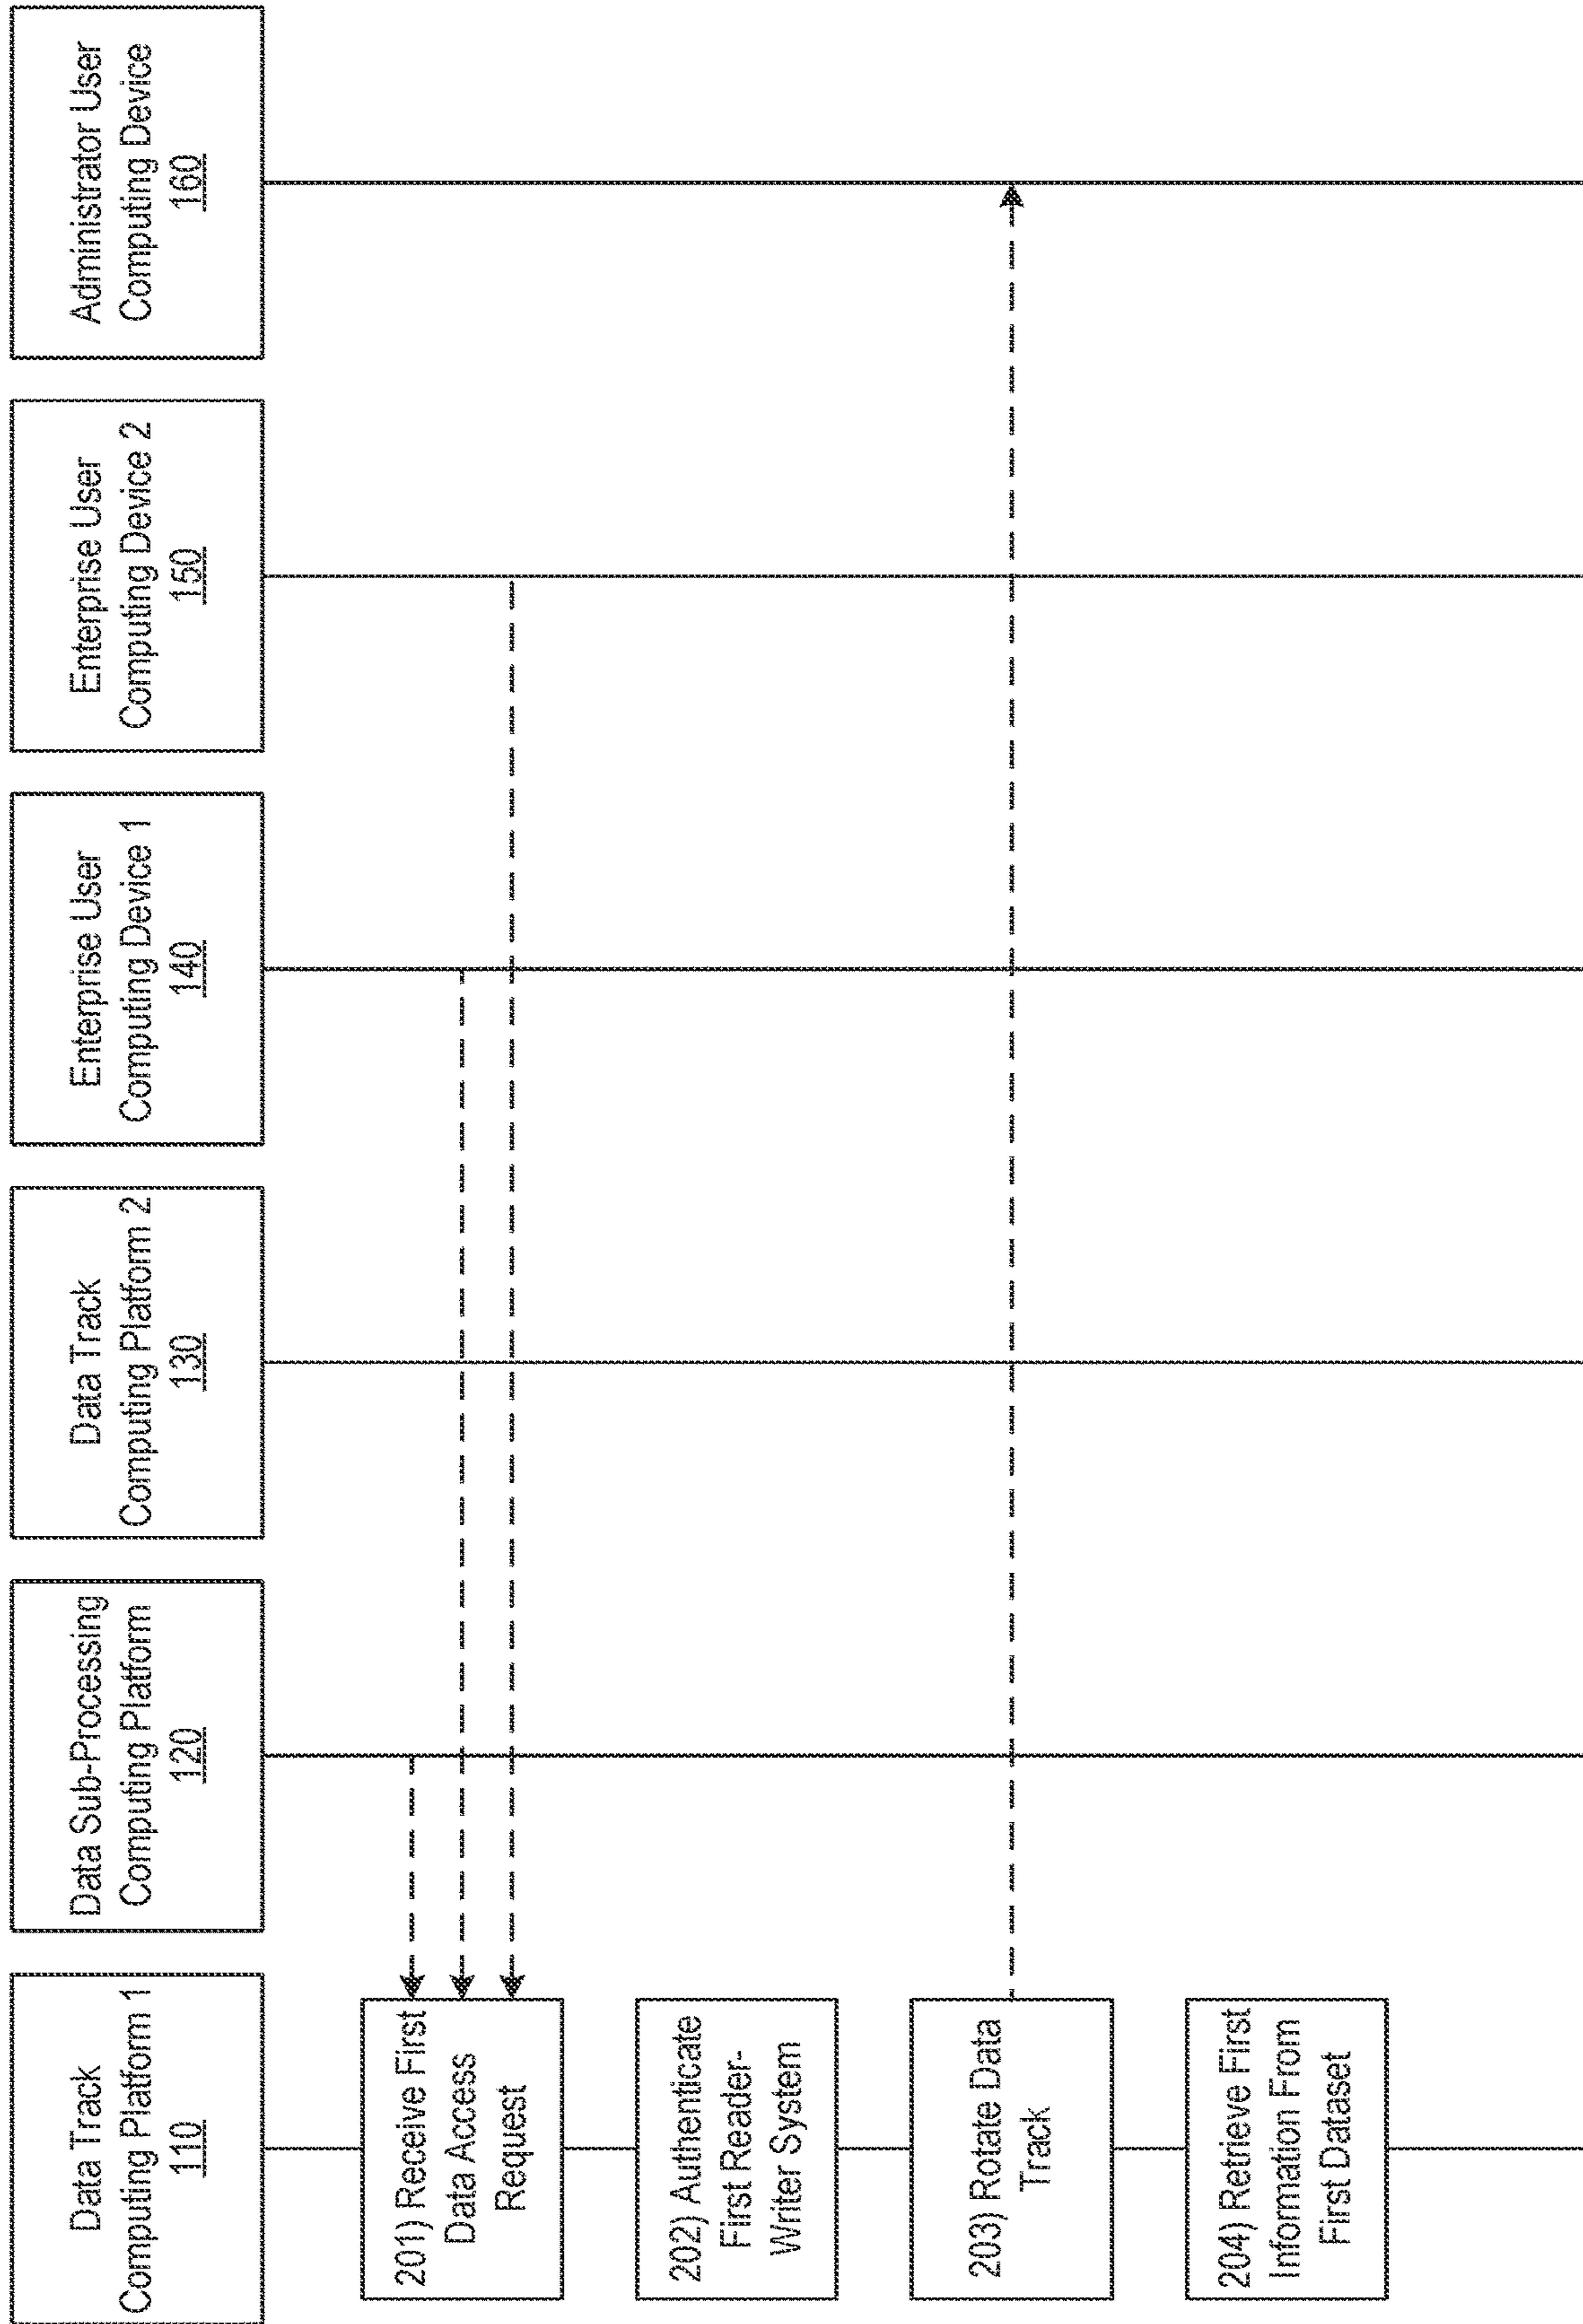 Data Track
Computing Platform 1
110
Data Sub-Processing
Computing Platform
120
Data Track
Computing Platform 2
130
Enterprise User
Computing Device 1
140
Enterprise User
Computing Device 2
150
Administrator User
Computing Device
160
201) Receive First
Data Access
Request
202) Authenticate
First Reader-
Writer System
203) Rotate Data
Track
204) Retrieve First
Information From
First Dataset